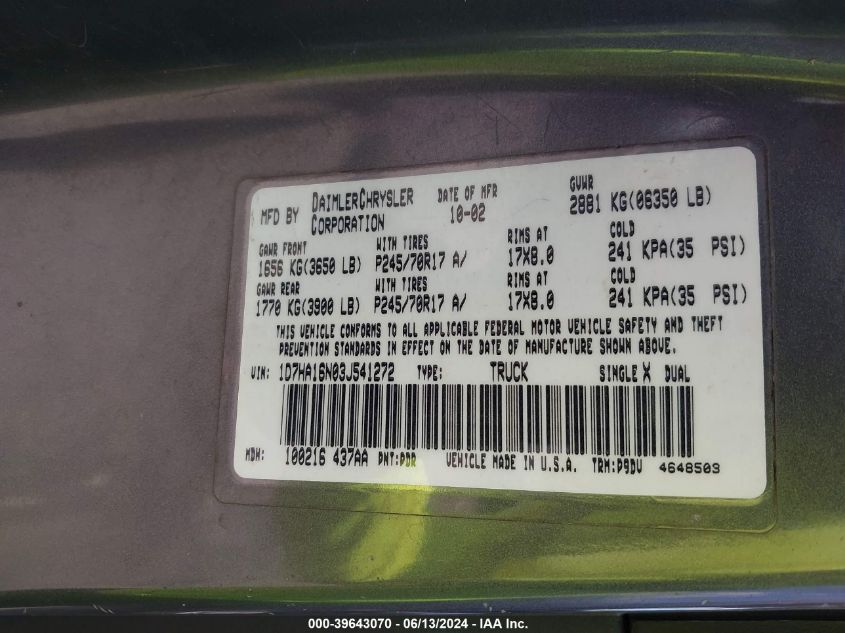 MFD BY DAIMLERCHRYSLER CORPORATION DATE OF MFR 10-02 GVWR 2881 KG(06350 LB)
GAWR FRONT WITH TIRES RIMS AT COLD
1656 KG(3650 LB) P245/70R17 A/ 17X8.0 241 KPA(35 PSI)
GAWR REAR WITH TIRES RIMS AT COLD
1770 KG(3900 LB) P245/70R17 A/ 17X8.0 241 KPA(35 PSI)
THIS VEHICLE CONFORMS TO ALL APPLICABLE FEDERAL MOTOR VEHICLE SAFETY AND THEFT
PREVENTION STANDARDS IN EFFECT ON THE DATE OF MANUFACTURE SHOWN ABOVE.
VIN: 1D7HA16N03J541272 TYPE: TRUCK SINGLE X DUAL
MDH: 100216 437AA PNT:PDR VEHICLE MADE IN U.S.A. TRM:P9DV 4648503
000-39643070 - 06/13/2024 - IAA Inc.